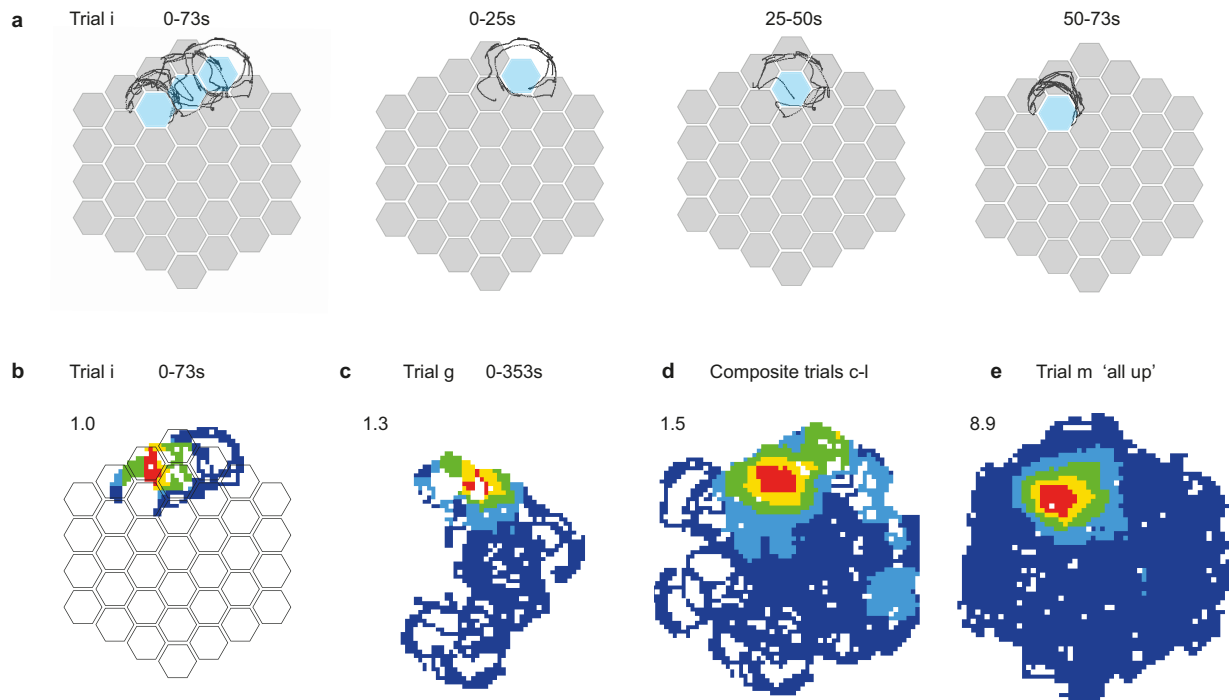 a Trial i 0-73s 0-25s 25-50s 50-73s
b Trial i 0-73s c Trial g 0-353s d Composite trials c-l e Trial m ‘all up’
1.0 1.3 1.5 8.9